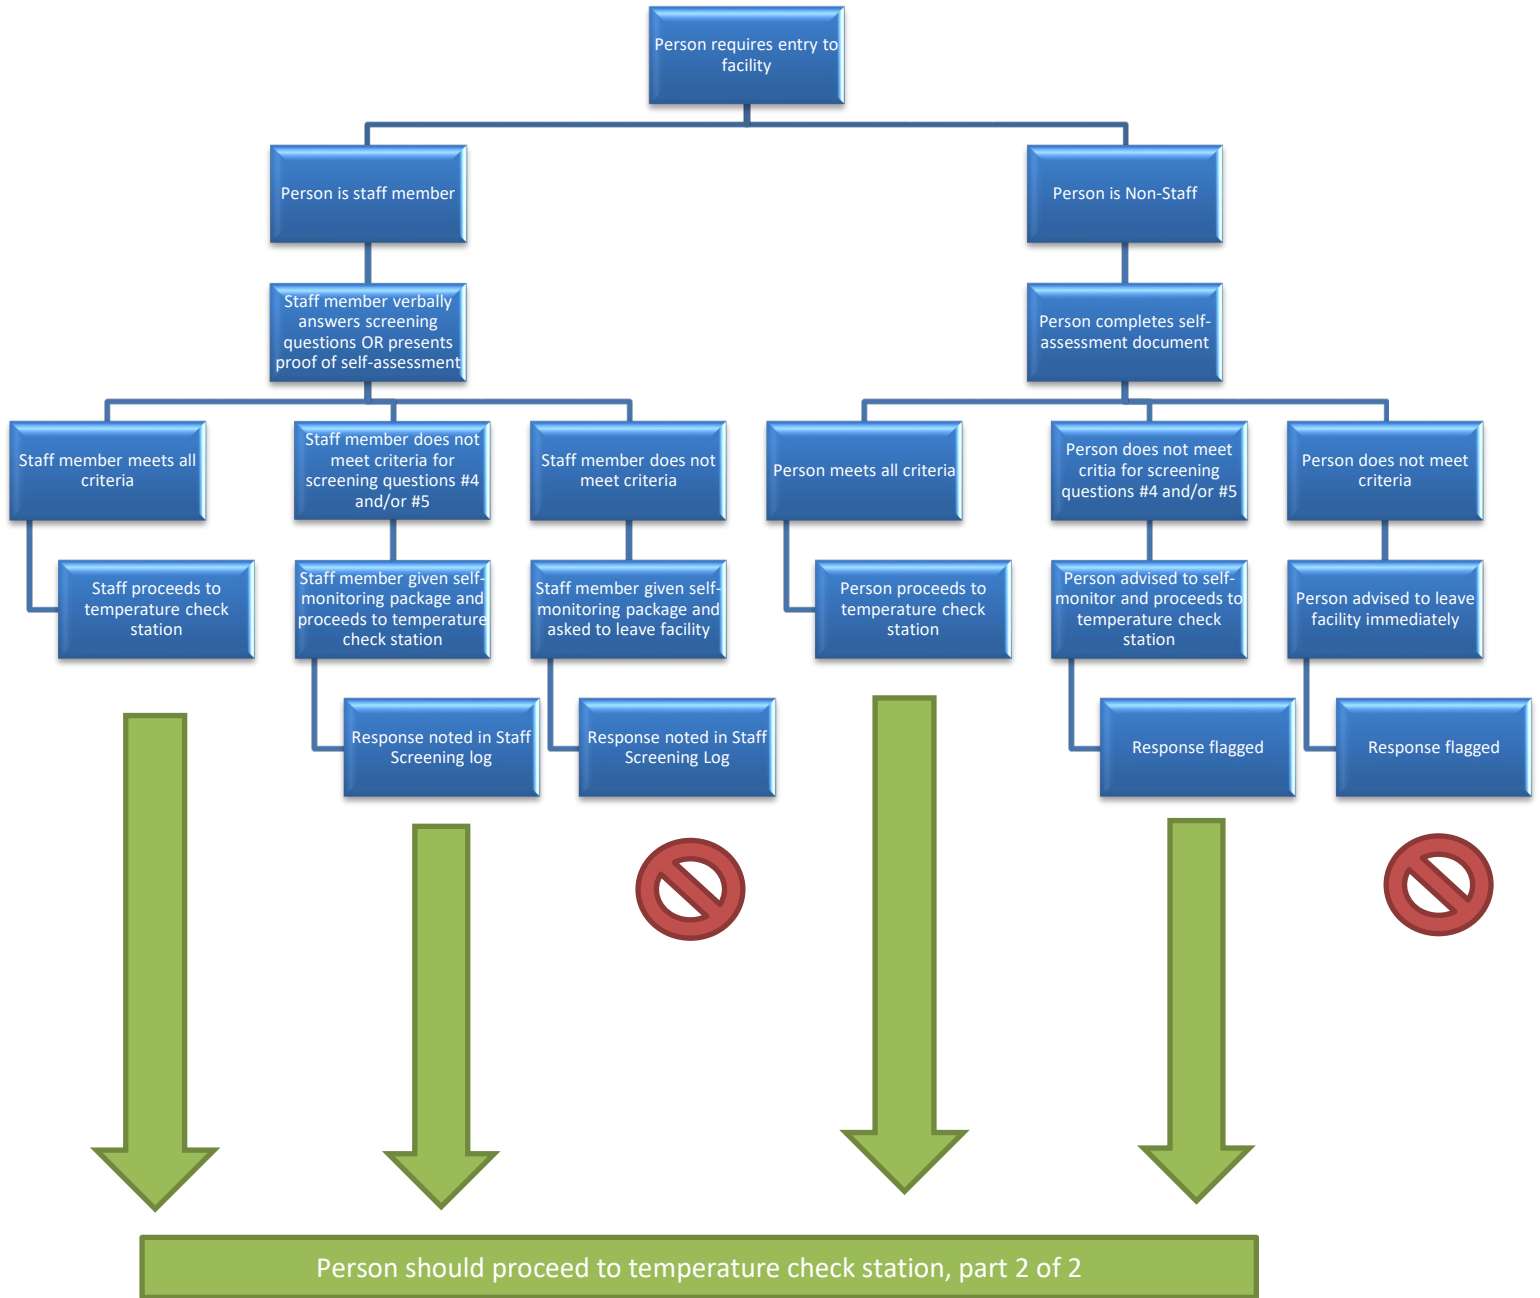 Person requires entry to
facility
Person is staff member
Person is Non-Staff
Staff member verbally
answers screening
questions OR presents
proof of self-assessment
Person completes self-
assessment document
Staff member meets all
criteria
Staff member does not
meet criteria for
screening questions #4
and/or #5
Staff member does not
meet criteria
Person meets all criteria
Person does not meet
critia for screening
questions #4 and/or #5
Person does not meet
criteria
Staff proceeds to
temperature check
station
Staff member given self-
monitoring package and
proceeds to temperature
check station
Staff member given self-
monitoring package and
asked to leave facility
Person proceeds to
temperature check
station
Person advised to self-
monitor and proceeds to
temperature check
station
Person advised to leave
facility immediately
Response noted in Staff
Screening log
Response noted in Staff
Screening Log
Response flagged
Response flagged
Person should proceed to temperature check station, part 2 of 2